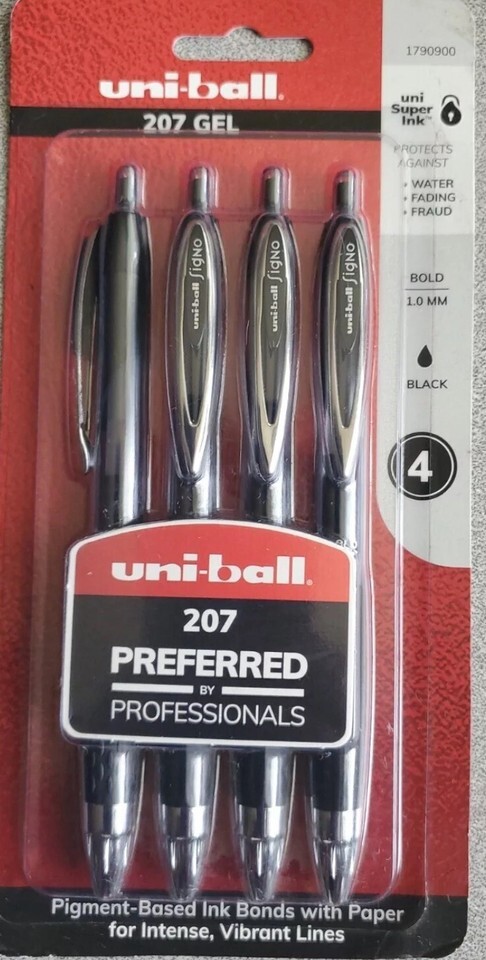 1790900
uni-ball®
207 GEL
uni
Super
Ink™
PROTECTS
AGAINST
• WATER
• FADING
• FRAUD
BOLD
1.0 MM
BLACK
4
uni-ball SigNo
uni-ball SigNo
uni-ball SigNo
uni-ball®
207
PREFERRED
BY
PROFESSIONALS
Pigment-Based Ink Bonds with Paper
for Intense, Vibrant Lines